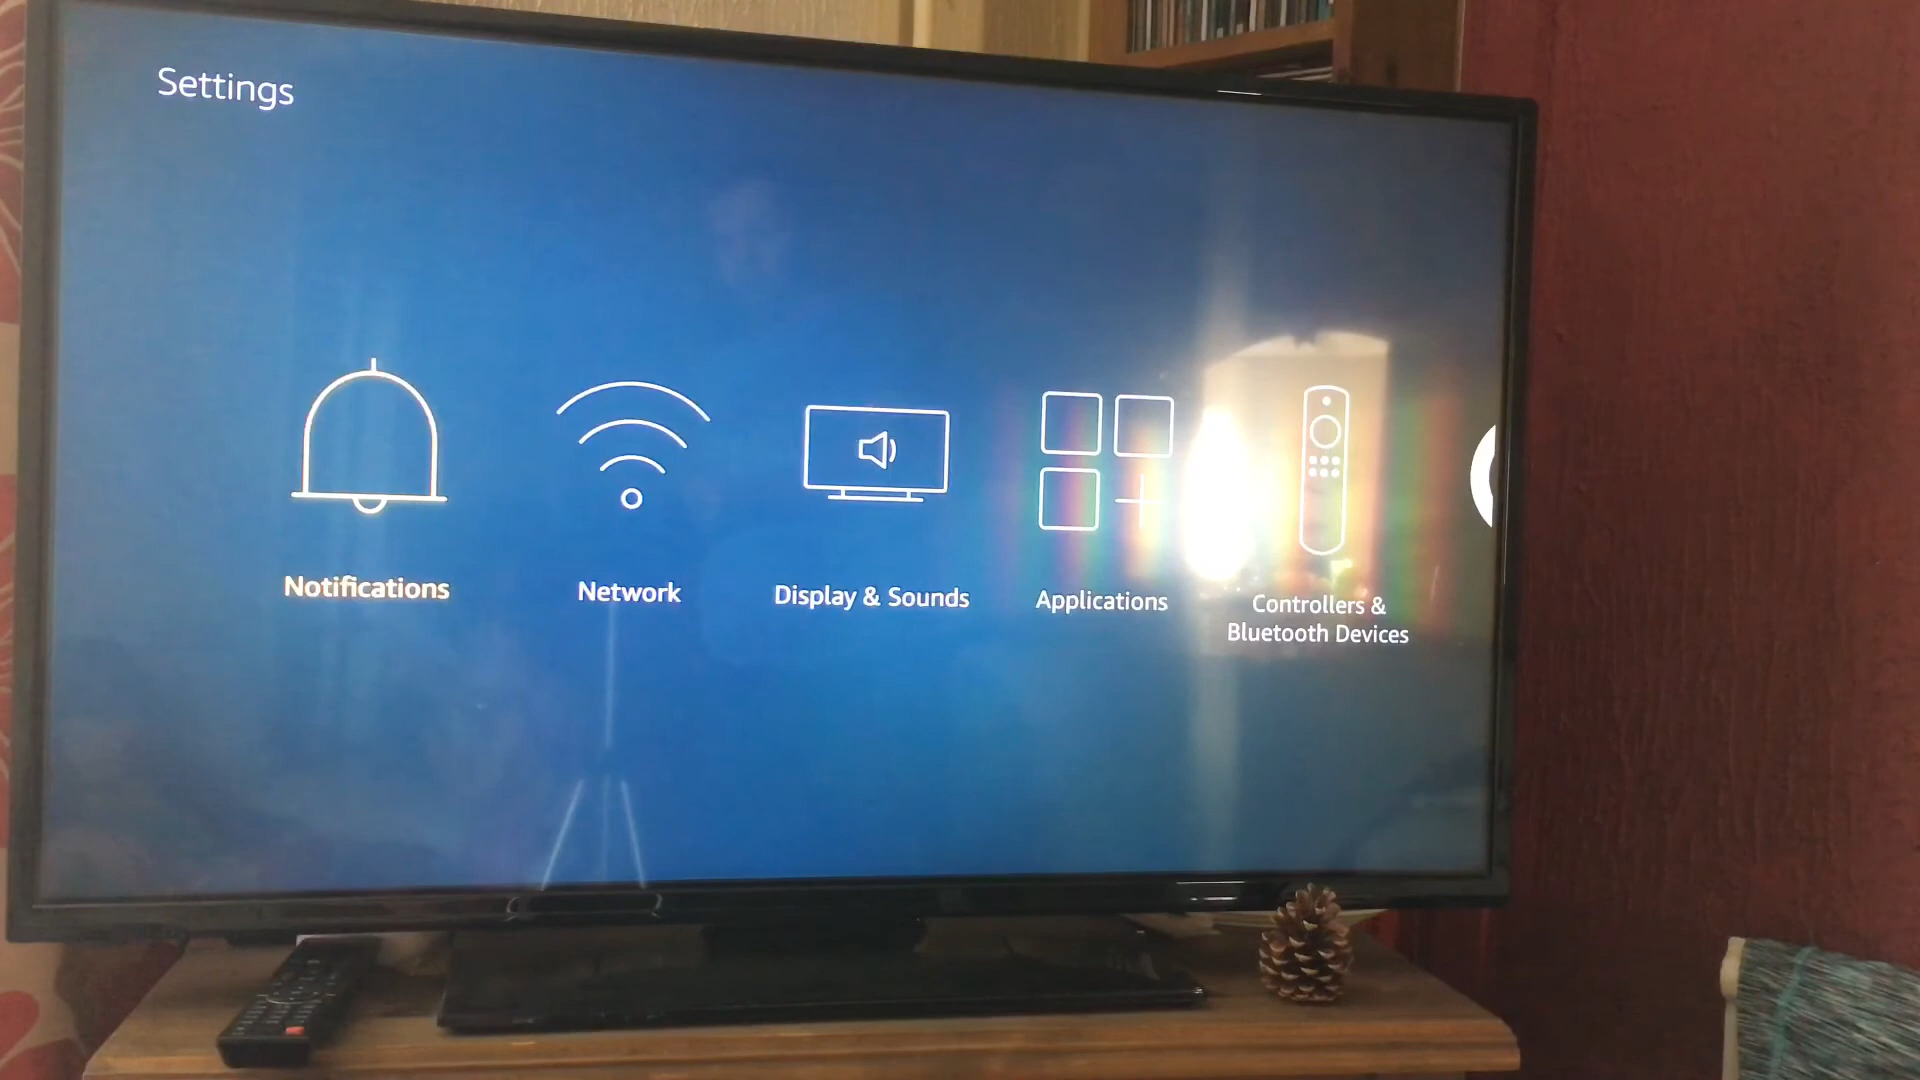 Settings
Notifications
Network
Display & Sounds
Applications
Controllers &
Bluetooth Devices